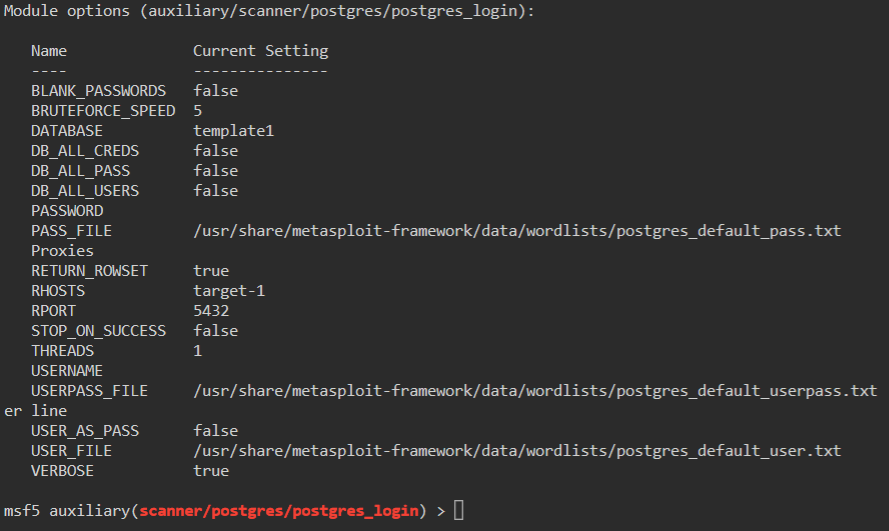 Module options (auxiliary/scanner/postgres/postgres_login):
Name Current Setting
---- ---------------
BLANK_PASSWORDS false
BRUTEFORCE_SPEED 5
DATABASE template1
DB_ALL_CREDS false
DB_ALL_PASS false
DB_ALL_USERS false
PASSWORD
PASS_FILE /usr/share/metasploit-framework/data/wordlists/postgres_default_pass.txt
Proxies
RETURN_ROWSET true
RHOSTS target-1
RPORT 5432
STOP_ON_SUCCESS false
THREADS 1
USERNAME
USERPASS_FILE /usr/share/metasploit-framework/data/wordlists/postgres_default_userpass.txt
er line
USER_AS_PASS false
USER_FILE /usr/share/metasploit-framework/data/wordlists/postgres_default_user.txt
VERBOSE true
msf5 auxiliary(scanner/postgres/postgres_login) >